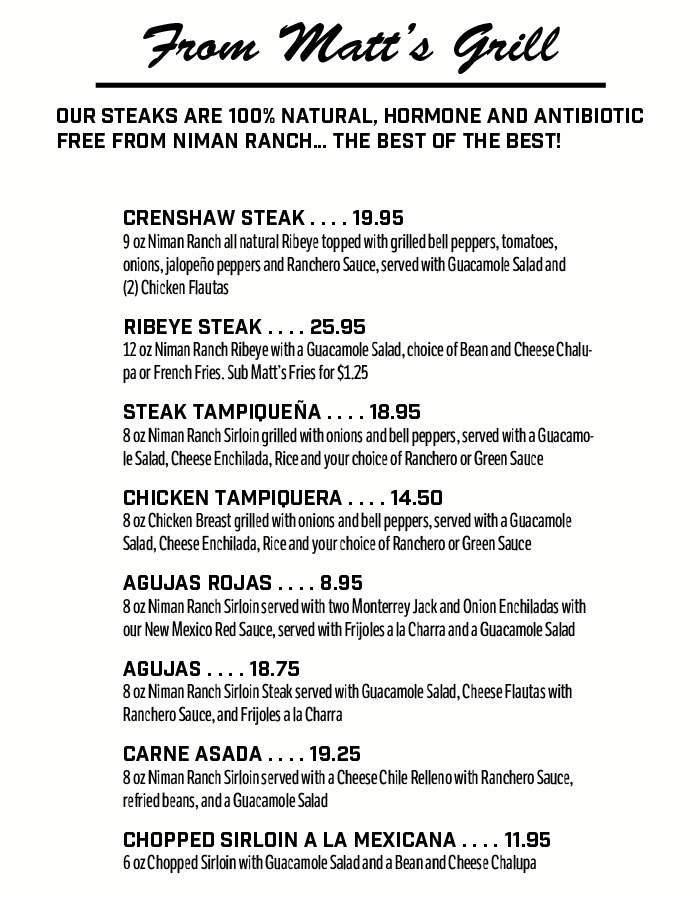 From Matt's Grill
OUR STEAKS ARE 100% NATURAL, HORMONE AND ANTIBIOTIC
FREE FROM NIMAN RANCH... THE BEST OF THE BEST!
CRENSHAW STEAK . . . . 19.95
9 oz Niman Ranch all natural Ribeye topped with grilled bell peppers, tomatoes,
onions, jalopeño peppers and Ranchero Sauce, served with Guacamole Salad and
(2) Chicken Flautas
RIBEYE STEAK . . . . 25.95
12 oz Niman Ranch Ribeye with a Guacamole Salad, choice of Bean and Cheese Chalu-
pa or French Fries. Sub Matt's Fries for $1.25
STEAK TAMPIQUEÑA . . . . 18.95
8 oz Niman Ranch Sirloin grilled with onions and bell peppers, served with a Guacamo-
le Salad, Cheese Enchilada, Rice and your choice of Ranchero or Green Sauce
CHICKEN TAMPIQUERA . . . . 14.50
8 oz Chicken Breast grilled with onions and bell peppers, served with a Guacamole
Salad, Cheese Enchilada, Rice and your choice of Ranchero or Green Sauce
AGUJAS ROJAS . . . . 8.95
8 oz Niman Ranch Sirloin served with two Monterrey Jack and Onion Enchiladas with
our New Mexico Red Sauce, served with Frijoles a la Charra and a Guacamole Salad
AGUJAS . . . . 18.75
8 oz Niman Ranch Sirloin Steak served with Guacamole Salad, Cheese Flautas with
Ranchero Sauce, and Frijoles a la Charra
CARNE ASADA . . . . 19.25
8 oz Niman Ranch Sirloin served with a Cheese Chile Relleno with Ranchero Sauce,
refried beans, and a Guacamole Salad
CHOPPED SIRLOIN A LA MEXICANA . . . . 11.95
6 oz Chopped Sirloin with Guacamole Salad and a Bean and Cheese Chalupa